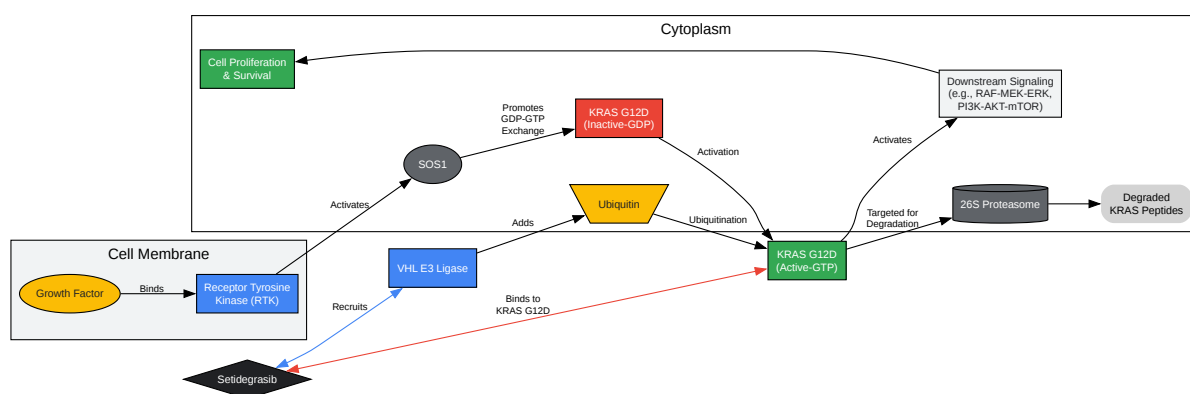 Cytoplasm
Cell Proliferation
& Survival
Downstream Signaling
(e.g., RAF-MEK-ERK,
PI3K-AKT-mTOR)
Promotes
GDP-GTP
Exchange
KRAS G12D
(Inactive-GDP)
Activates
Activation
SOS1
Activates
Ubiquitin
26S Proteasome
Degraded
KRAS Peptides
Adds
Ubiquitination
Targeted for
Degradation
Cell Membrane
VHL E3 Ligase
KRAS G12D
(Active-GTP)
Growth Factor
Binds
Receptor Tyrosine
Kinase (RTK)
Recruits
Binds to
KRAS G12D
Setidegrasib